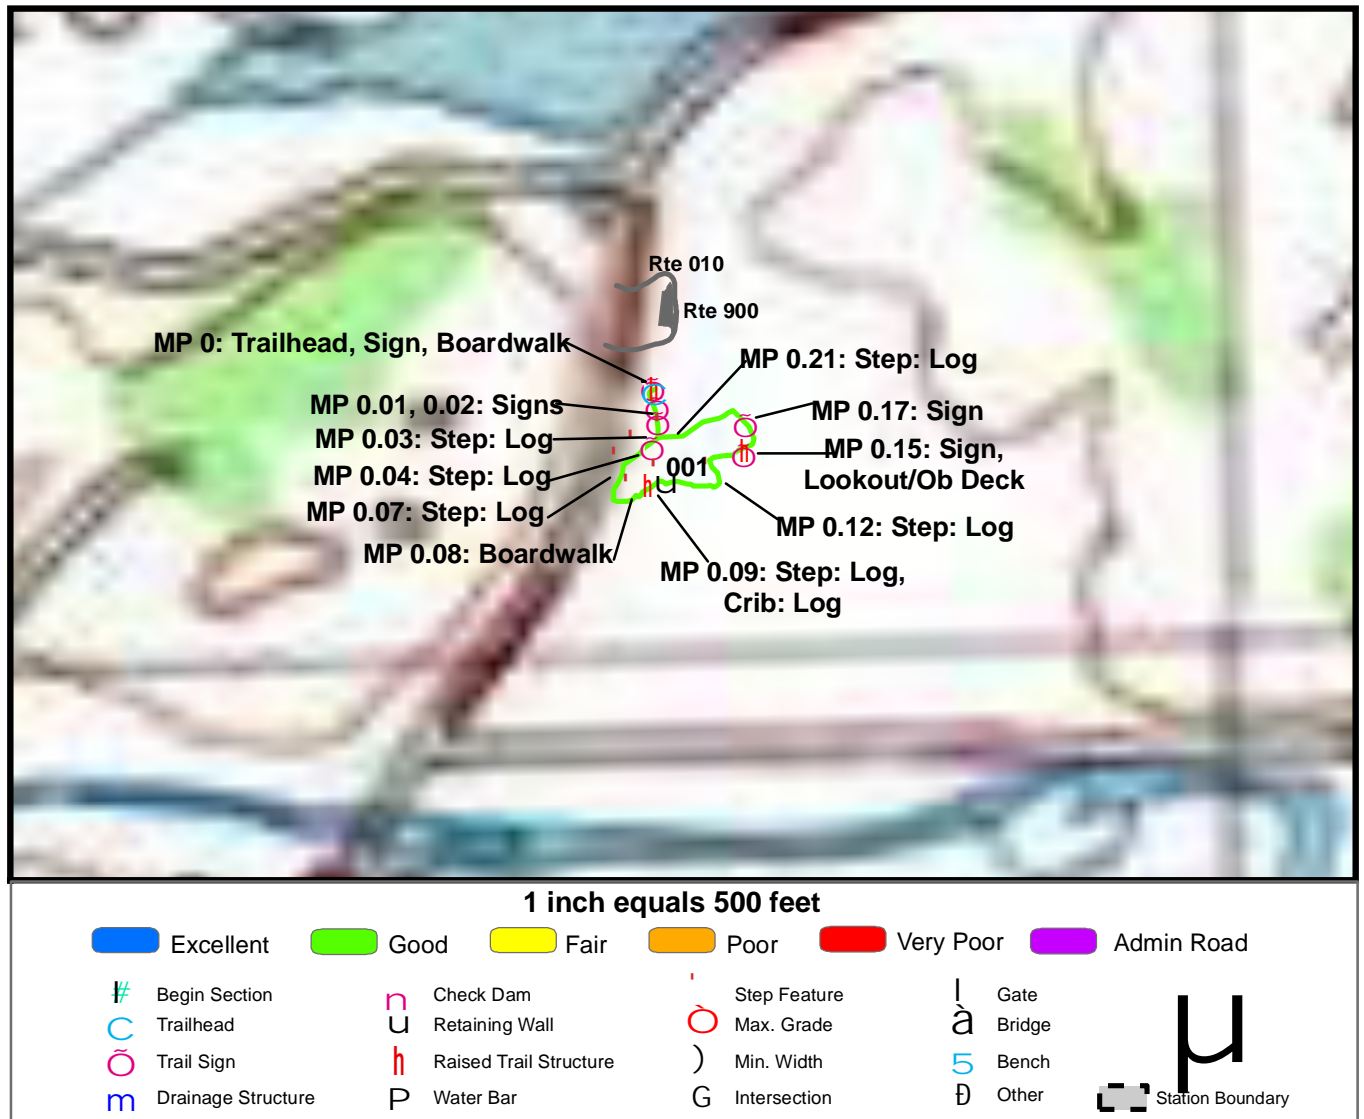 Rte 010
Rte 900
MP 0: Trailhead, Sign, Boardwalk
MP 0.21: Step: Log
MP 0.01, 0.02: Signs
MP 0.17: Sign
MP 0.03: Step: Log
MP 0.15: Sign,
Lookout/Ob Deck
MP 0.04: Step: Log
001
MP 0.07: Step: Log
MP 0.12: Step: Log
MP 0.08: Boardwalk
MP 0.09: Step: Log,
Crib: Log
1 inch equals 500 feet
Excellent Good Fair Poor Very Poor Admin Road
# Begin Section n Check Dam ' Step Feature l Gate
C Trailhead u Retaining Wall Ò Max. Grade à Bridge
Õ Trail Sign h Raised Trail Structure ) Min. Width 5 Bench
m Drainage Structure P Water Bar G Intersection Ð Other
µ
Station Boundary